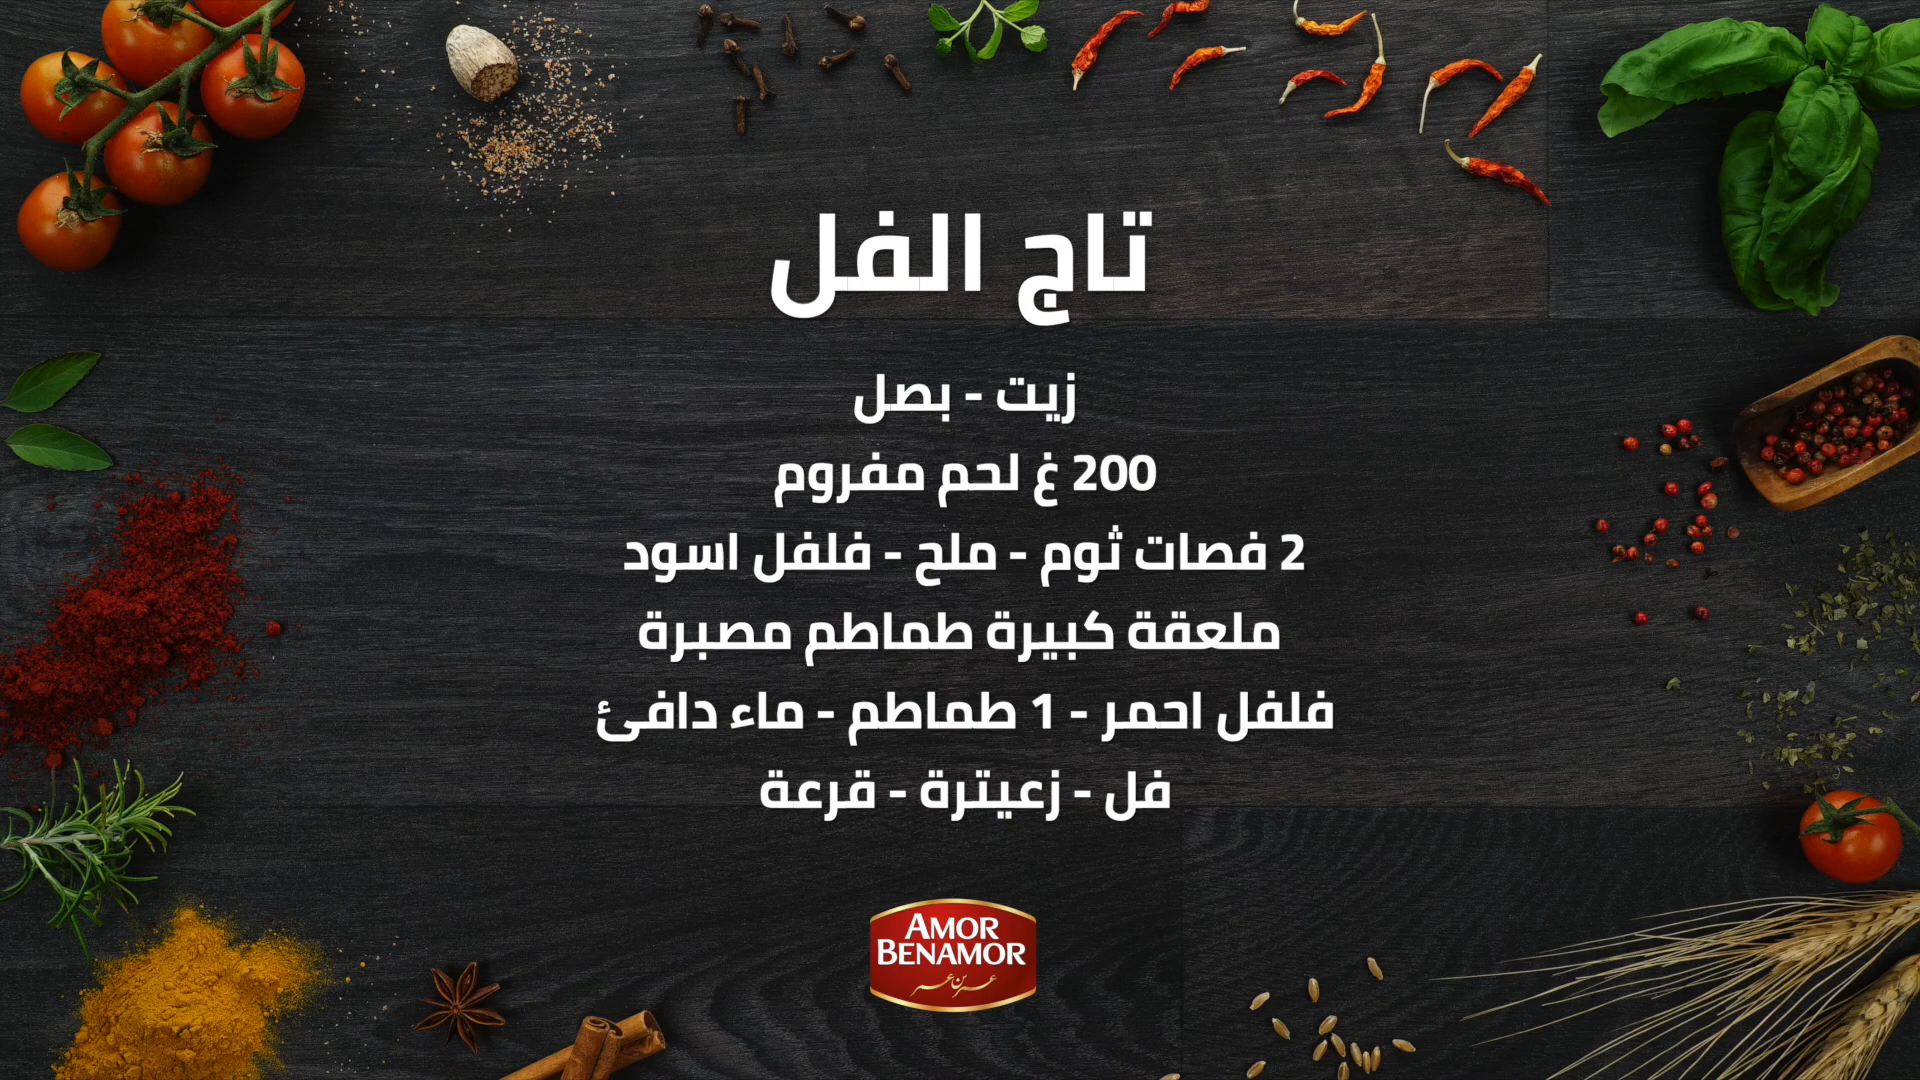 تاج الفل
زيت - بصل
200 غ لحم مفروم
2 فصات ثوم - ملح - فلفل اسود
ملعقة كبيرة طماطم مصبرة
فلفل احمر - 1 طماطم - ماء دافئ
فل - زعيترة - قرعة
AMOR
BENAMOR
عمر بن عمر